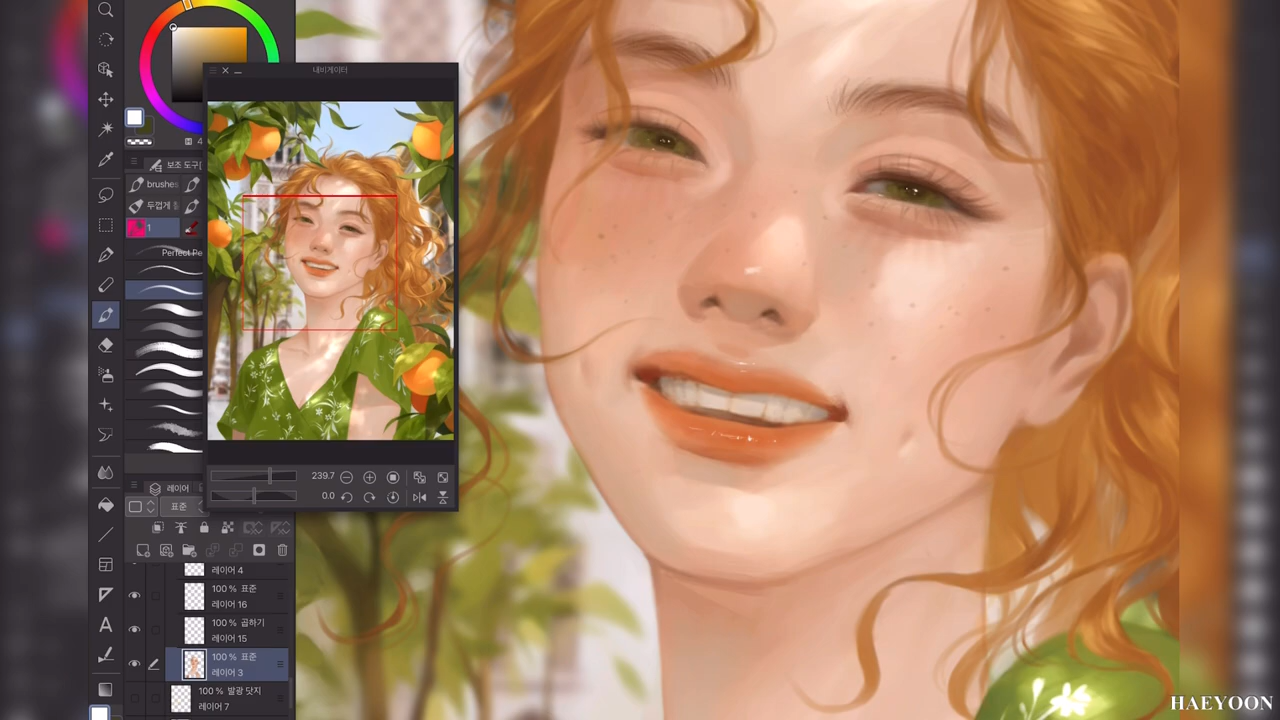 내비게이터
4
보조 도구[
brushes
두껍게
1
Perfect Pe
239.7
0.0
레이어
표준
레이어 4
100 % 표준
레이어 16
100 % 곱하기
레이어 15
100 % 표준
레이어 3
100 % 발광 닷지
레이어 7
A
HAEYOON